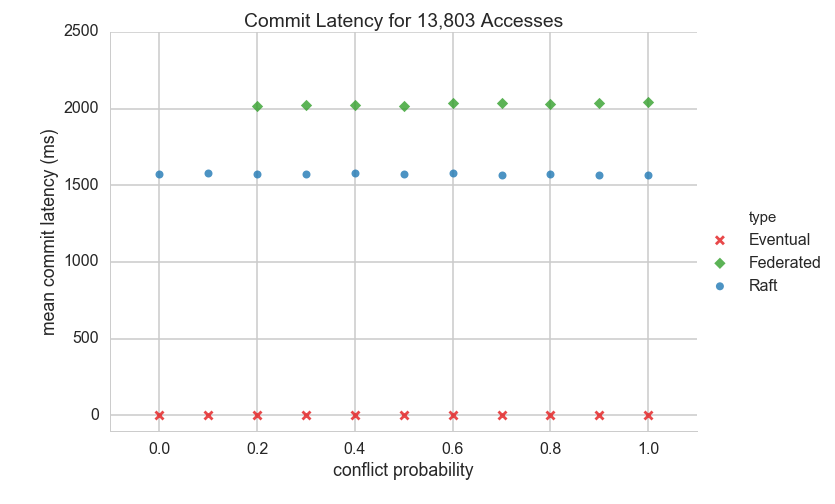 Commit Latency for 13,803 Accesses
2500
2000
1500
1000
500
0
mean commit latency (ms)
0.0 0.2 0.4 0.6 0.8 1.0
conflict probability
type
Eventual
Federated
Raft